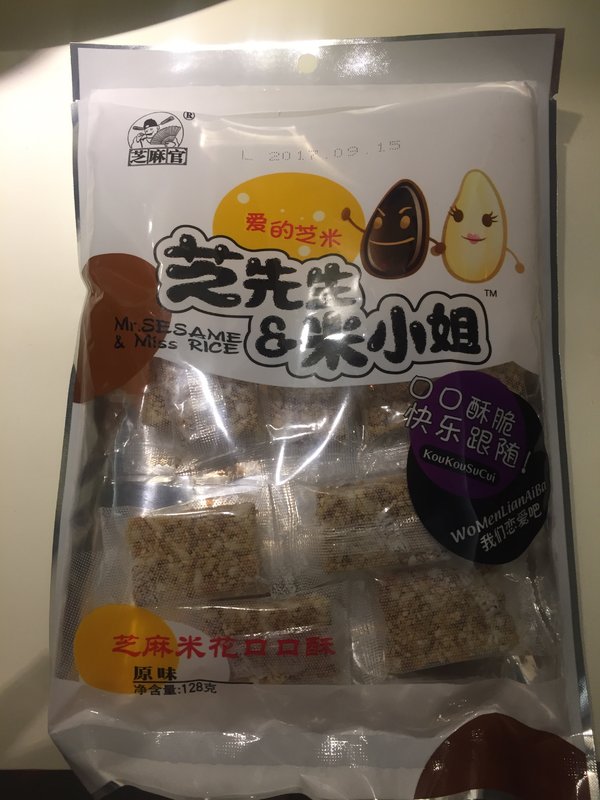 芝麻官®
L 2017.09.15
爱的芝米
芝先生
&米小姐™
Mr.SESAME
& Miss RICE
口口酥脆
快乐跟随!
KouKouSuCui
WoMenLianAiBa
我们恋爱吧
芝麻米花口口酥
原味
净含量:128克